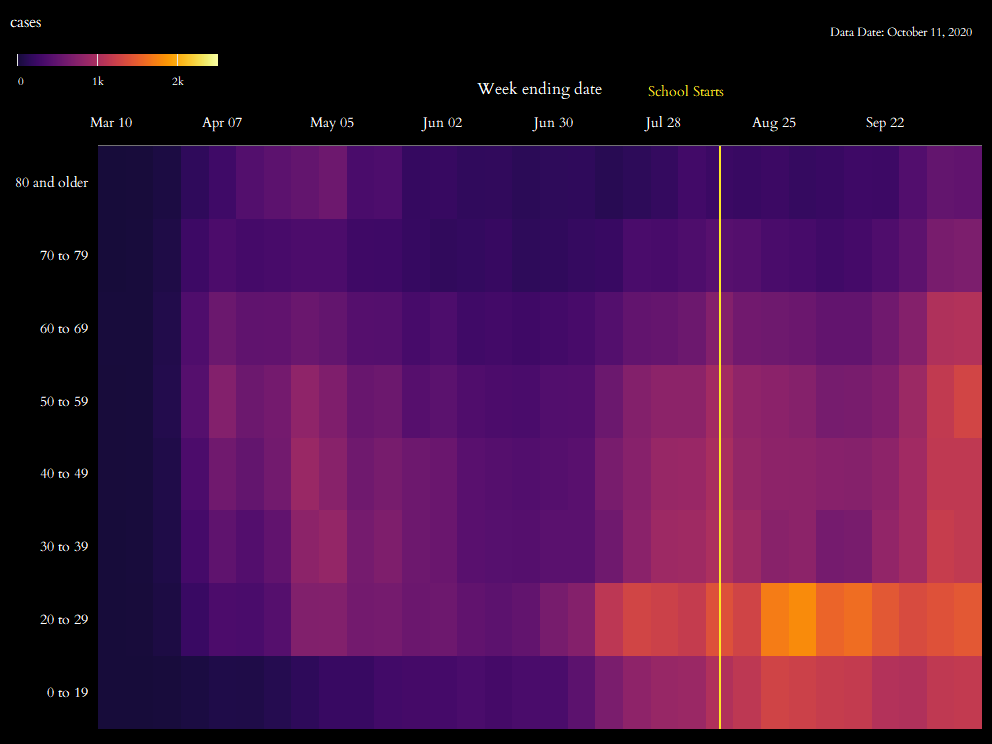 cases
Data Date: October 11, 2020
0 1k 2k
Week ending date
School Starts
Mar 10 Apr 07 May 05 Jun 02 Jun 30 Jul 28 Aug 25 Sep 22
80 and older
70 to 79
60 to 69
50 to 59
40 to 49
30 to 39
20 to 29
0 to 19